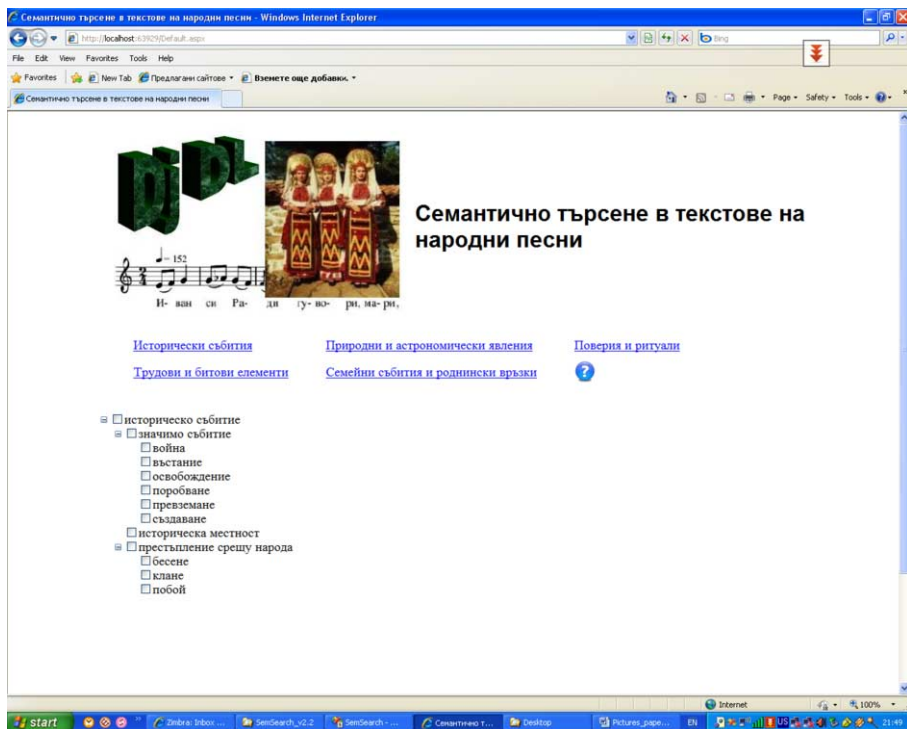 Семантично търсене в текстове на народни песни - Windows Internet Explorer
http://localhost:63929/Default.aspx
Bing
File Edit View Favorites Tools Help
Favorites New Tab Предлагани сайтове Вземете още добавки.
Семантично търсене в текстове на народни песни
Page Safety Tools
Dj DL
Семантично търсене в текстове на
народни песни
= 152
2 4
И- ван си Ра- ди гу- во- ри, ма- ри,
Исторически събития Природни и астрономически явления Поверия и ритуали
Трудови и битови елементи Семейни събития и роднински връзки ?
историческо събитие
значимо събитие
война
въстание
освобождение
поробване
превземане
създаване
историческа местност
престъпление срещу народа
бесене
клане
побой
Internet 100%
start Zimbra: Inbox ... SemSearch_v2.2 SemSearch - ... Семантично т... Desktop Pictures_pape... EN US 21:49